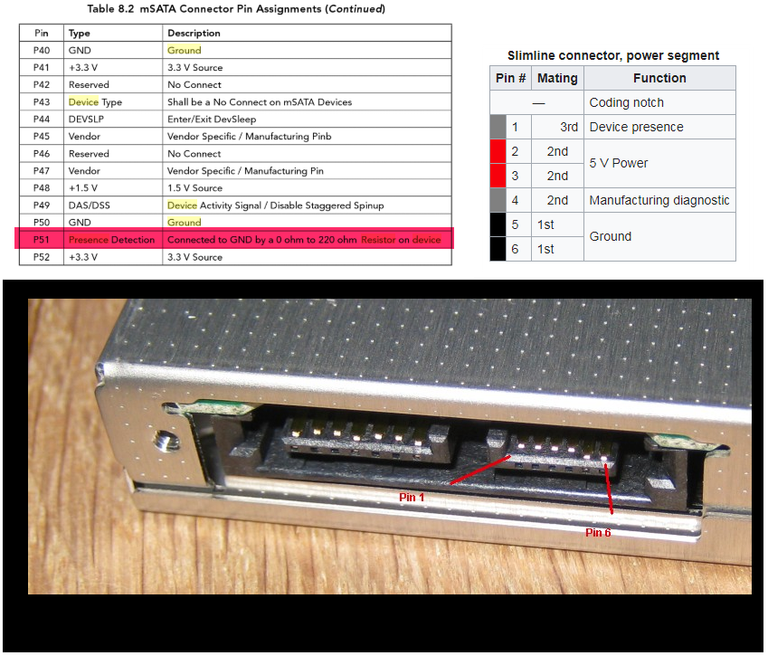 Table 8.2 mSATA Connector Pin Assignments (Continued)
Pin Type Description
P40 GND Ground
P41 +3.3 V 3.3 V Source
P42 Reserved No Connect
P43 Device Type Shall be a No Connect on mSATA Devices
P44 DEVSLP Enter/Exit DevSleep
P45 Vendor Vendor Specific / Manufacturing Pinb
P46 Reserved No Connect
P47 Vendor Vendor Specific / Manufacturing Pin
P48 +1.5 V 1.5 V Source
P49 DAS/DSS Device Activity Signal / Disable Staggered Spinup
P50 GND Ground
P51 Presence Detection Connected to GND by a 0 ohm to 220 ohm Resistor on device
P52 +3.3 V 3.3 V Source
Slimline connector, power segment
Pin # Mating Function
— Coding notch
1 3rd Device presence
2 2nd 5 V Power
3 2nd
4 2nd Manufacturing diagnostic
5 1st Ground
6 1st
Pin 1
Pin 6